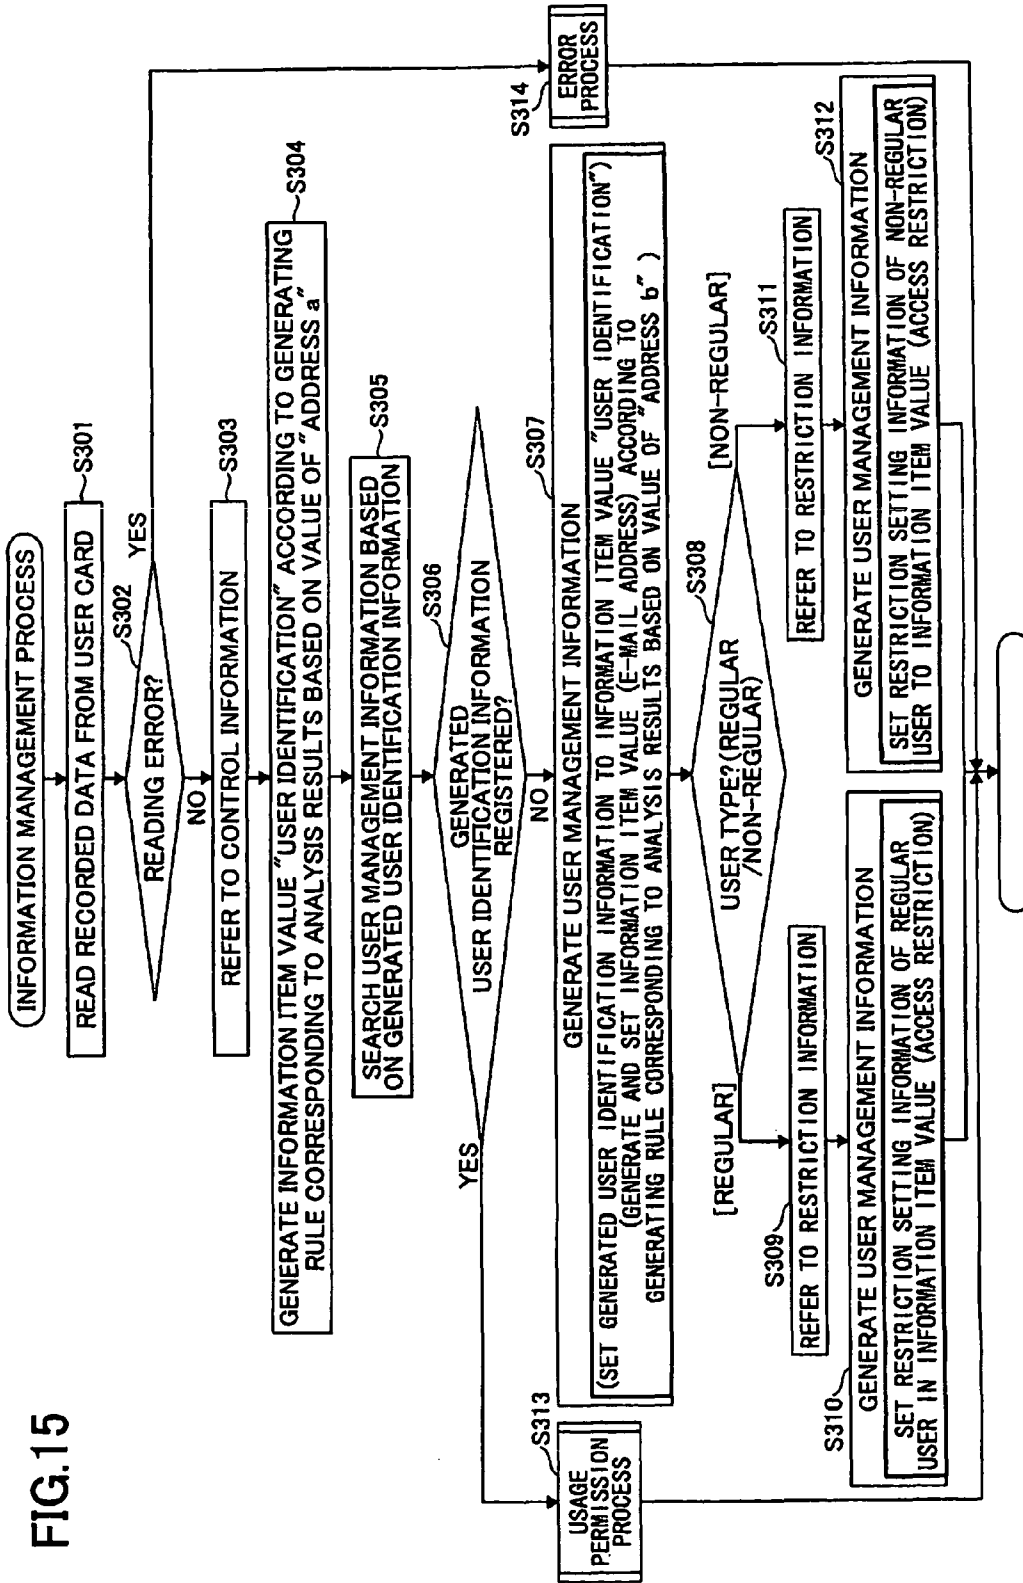 FIG.15
INFORMATION MANAGEMENT PROCESS
S301
READ RECORDED DATA FROM USER CARD
S302
READING ERROR?
YES
NO
S303
REFER TO CONTROL INFORMATION
S304
GENERATE INFORMATION ITEM VALUE "USER IDENTIFICATION" ACCORDING TO GENERATING
RULE CORRESPONDING TO ANALYSIS RESULTS BASED ON VALUE OF "ADDRESS a"
S305
SEARCH USER MANAGEMENT INFORMATION BASED
ON GENERATED USER IDENTIFICATION INFORMATION
S306
GENERATED
USER IDENTIFICATION INFORMATION
REGISTERED?
YES
NO
S313
USAGE
PERMISSION
PROCESS
S307
GENERATE USER MANAGEMENT INFORMATION
(SET GENERATED USER IDENTIFICATION INFORMATION TO INFORMATION ITEM VALUE "USER IDENTIFICATION")
(GENERATE AND SET INFORMATION ITEM VALUE (E-MAIL ADDRESS) ACCORDING TO
GENERATING RULE CORRESPONDING TO ANALYSIS RESULTS BASED ON VALUE OF "ADDRESS b")
S314
ERROR
PROCESS
S308
USER TYPE?(REGULAR
/NON-REGULAR)
[REGULAR]
[NON-REGULAR]
S309
REFER TO RESTRICTION INFORMATION
S311
REFER TO RESTRICTION INFORMATION
S310
GENERATE USER MANAGEMENT INFORMATION
SET RESTRICTION SETTING INFORMATION OF REGULAR
USER IN INFORMATION ITEM VALUE (ACCESS RESTRICTION)
S312
GENERATE USER MANAGEMENT INFORMATION
SET RESTRICTION SETTING INFORMATION OF NON-REGULAR
USER TO INFORMATION ITEM VALUE (ACCESS RESTRICTION)